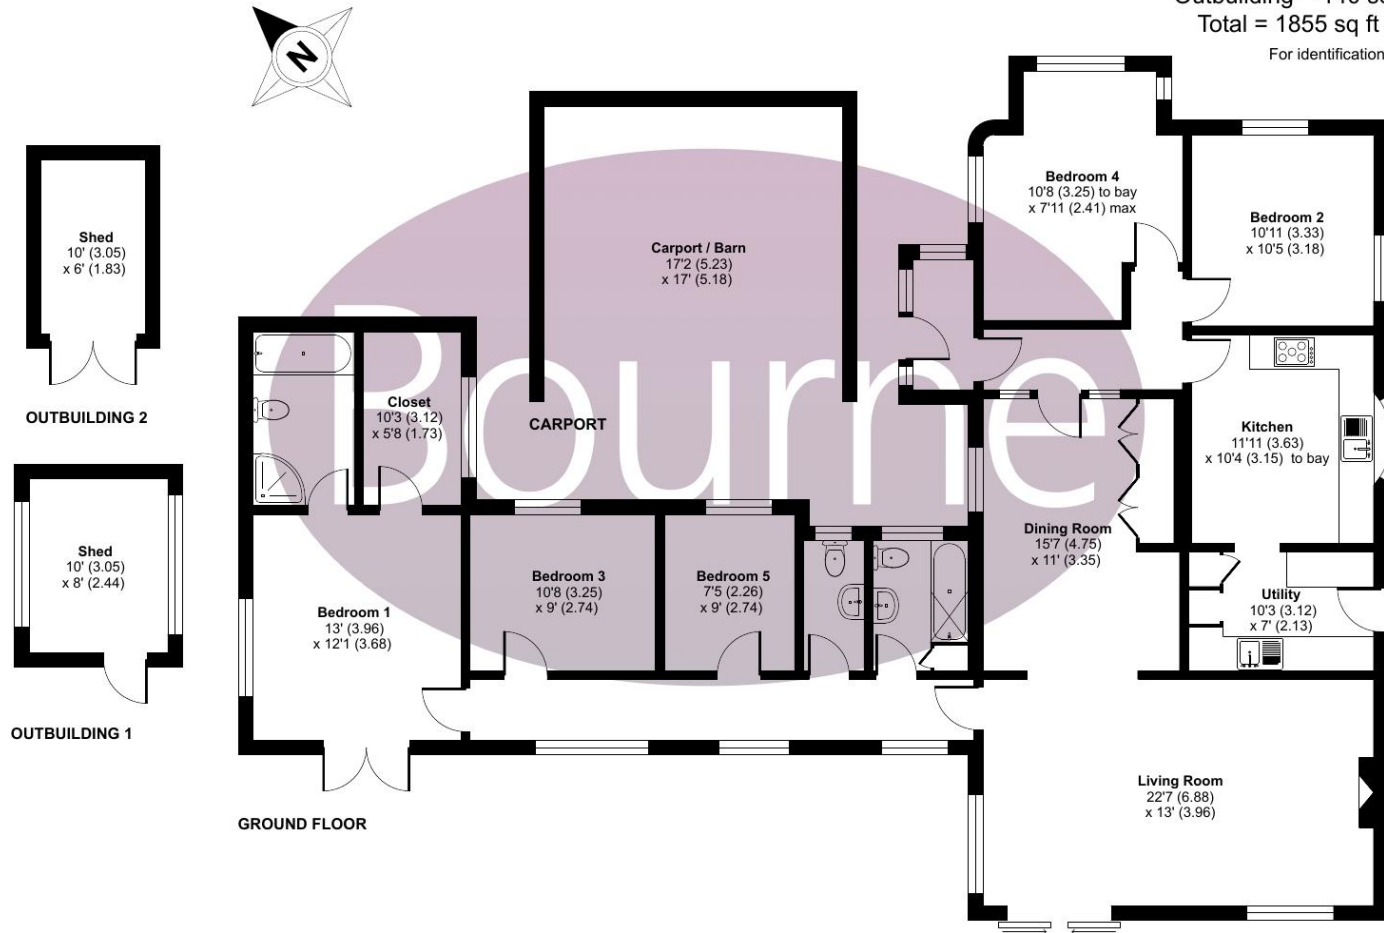 Total = 1855 sq ft
For identification
N
Shed
10' (3.05)
x 6' (1.83)
OUTBUILDING 2
Shed
10' (3.05)
x 8' (2.44)
OUTBUILDING 1
Bourne
Carport / Barn
17'2 (5.23)
x 17' (5.18)
CARPORT
Closet
10'3 (3.12)
x 5'8 (1.73)
Bedroom 1
13' (3.96)
x 12'1 (3.68)
Bedroom 3
10'8 (3.25)
x 9' (2.74)
Bedroom 5
7'5 (2.26)
x 9' (2.74)
Bedroom 4
10'8 (3.25) to bay
x 7'11 (2.41) max
Bedroom 2
10'11 (3.33)
x 10'5 (3.18)
Kitchen
11'11 (3.63)
x 10'4 (3.15) to bay
Dining Room
15'7 (4.75)
x 11' (3.35)
Utility
10'3 (3.12)
x 7' (2.13)
Living Room
22'7 (6.88)
x 13' (3.96)
GROUND FLOOR